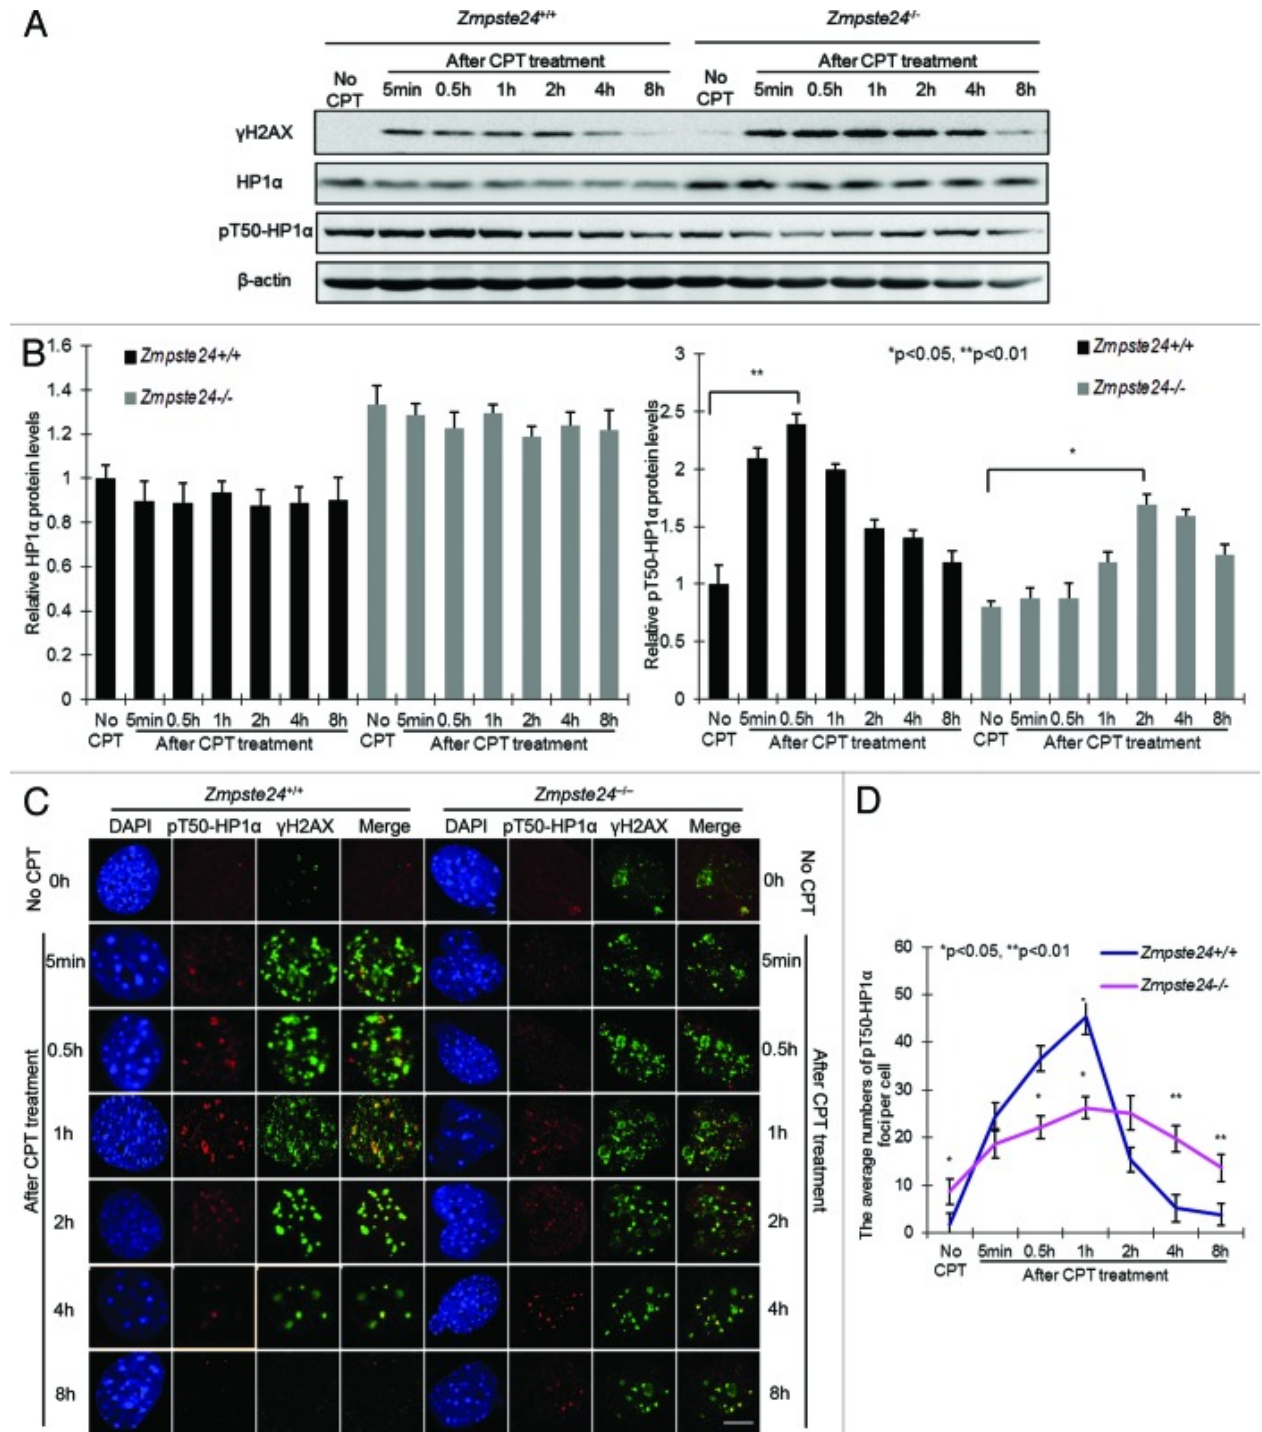 A
Zmpste24+/+ Zmpste24-/-
After CPT treatment After CPT treatment
No CPT 5min 0.5h 1h 2h 4h 8h No CPT 5min 0.5h 1h 2h 4h 8h
γH2AX
HP1α
pT50-HP1α
β-actin
B
Relative HP1α protein levels
1.6
1.4
1.2
1
0.8
0.6
0.4
0.2
0
Zmpste24+/+
Zmpste24-/-
No CPT 5min 0.5h 1h 2h 4h 8h No CPT 5min 0.5h 1h 2h 4h 8h
After CPT treatment After CPT treatment
Relative pT50-HP1α protein levels
3
2.5
2
1.5
1
0.5
0
*p<0.05, **p<0.01
Zmpste24+/+
Zmpste24-/-
**
*
No CPT 5min 0.5h 1h 2h 4h 8h No CPT 5min 0.5h 1h 2h 4h 8h
After CPT treatment After CPT treatment
C
Zmpste24+/+ Zmpste24-/-
DAPI pT50-HP1α γH2AX Merge DAPI pT50-HP1α γH2AX Merge
No CPT 0h 0h No CPT
After CPT treatment After CPT treatment
5min 5min
0.5h 0.5h
1h 1h
2h 2h
4h 4h
8h 8h
D
The average numbers of pT50-HP1α
foci per cell
60
50
40
30
20
10
0
*p<0.05, **p<0.01
Zmpste24+/+
Zmpste24-/-
* * * * ** **
No CPT 5min 0.5h 1h 2h 4h 8h
After CPT treatment